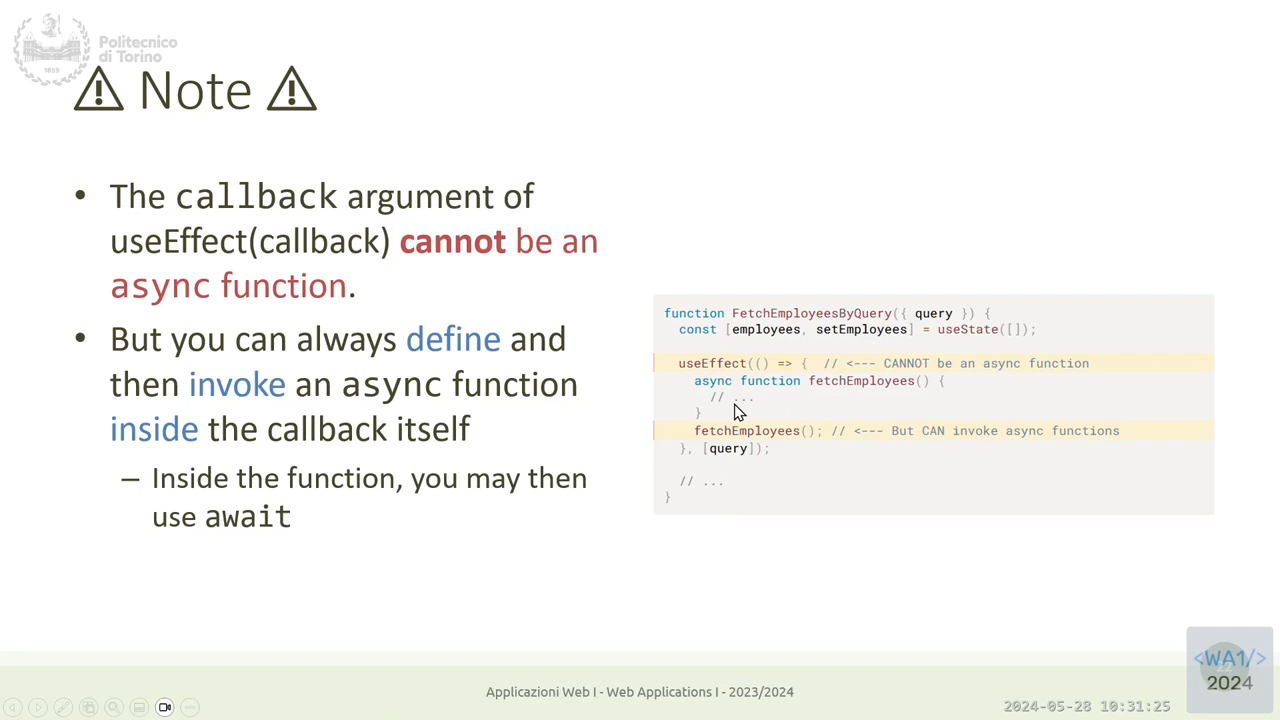 Politecnico
di Torino
1859
⚠ Note ⚠
• The callback argument of
useEffect(callback) cannot be an
async function.
• But you can always define and
then invoke an async function
inside the callback itself
– Inside the function, you may then
use await
function FetchEmployeesByQuery({ query }) {
const [employees, setEmployees] = useState([]);
useEffect(() => { // <--- CANNOT be an async function
async function fetchEmployees() {
// ...
}
fetchEmployees(); // <--- But CAN invoke async functions
}, [query]);
// ...
}
Applicazioni Web I - Web Applications I - 2023/2024
2024-05-28 10:31:25
<WA1/>
2024